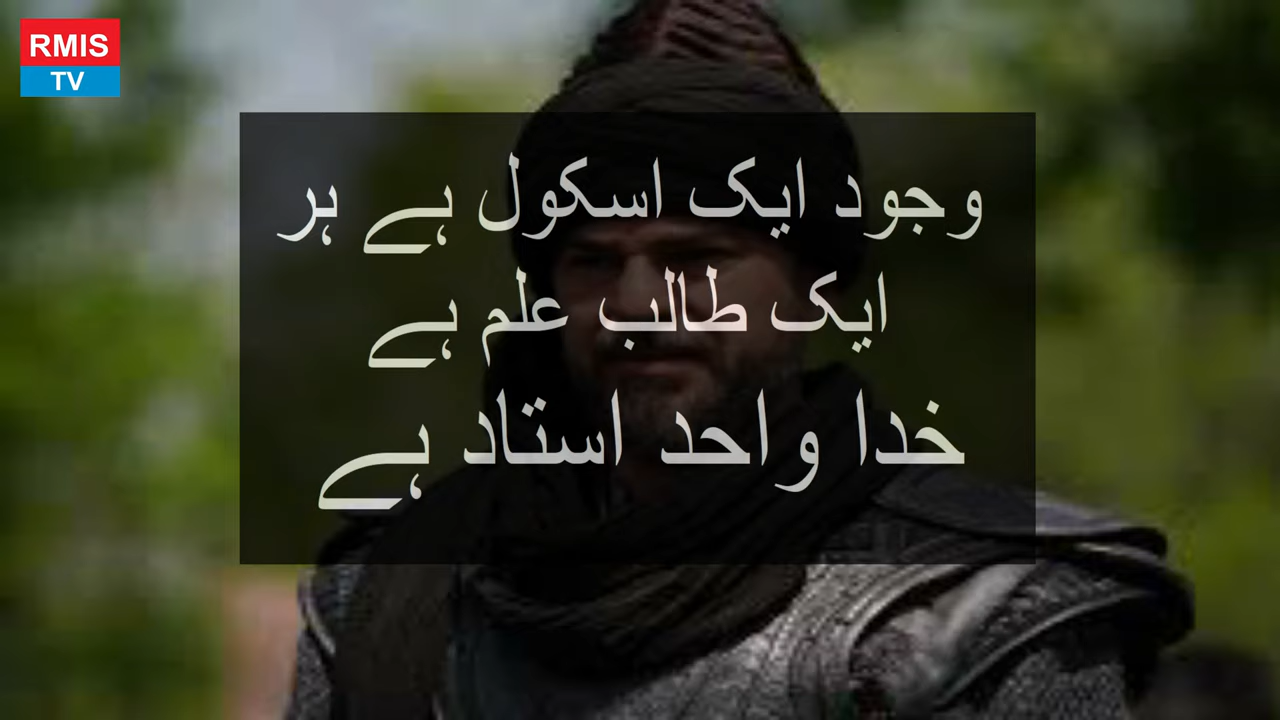 RMIS
TV
وجود ایک اسکول ہے ہر
ایک طالب علم ہے
خدا واحد استاد ہے